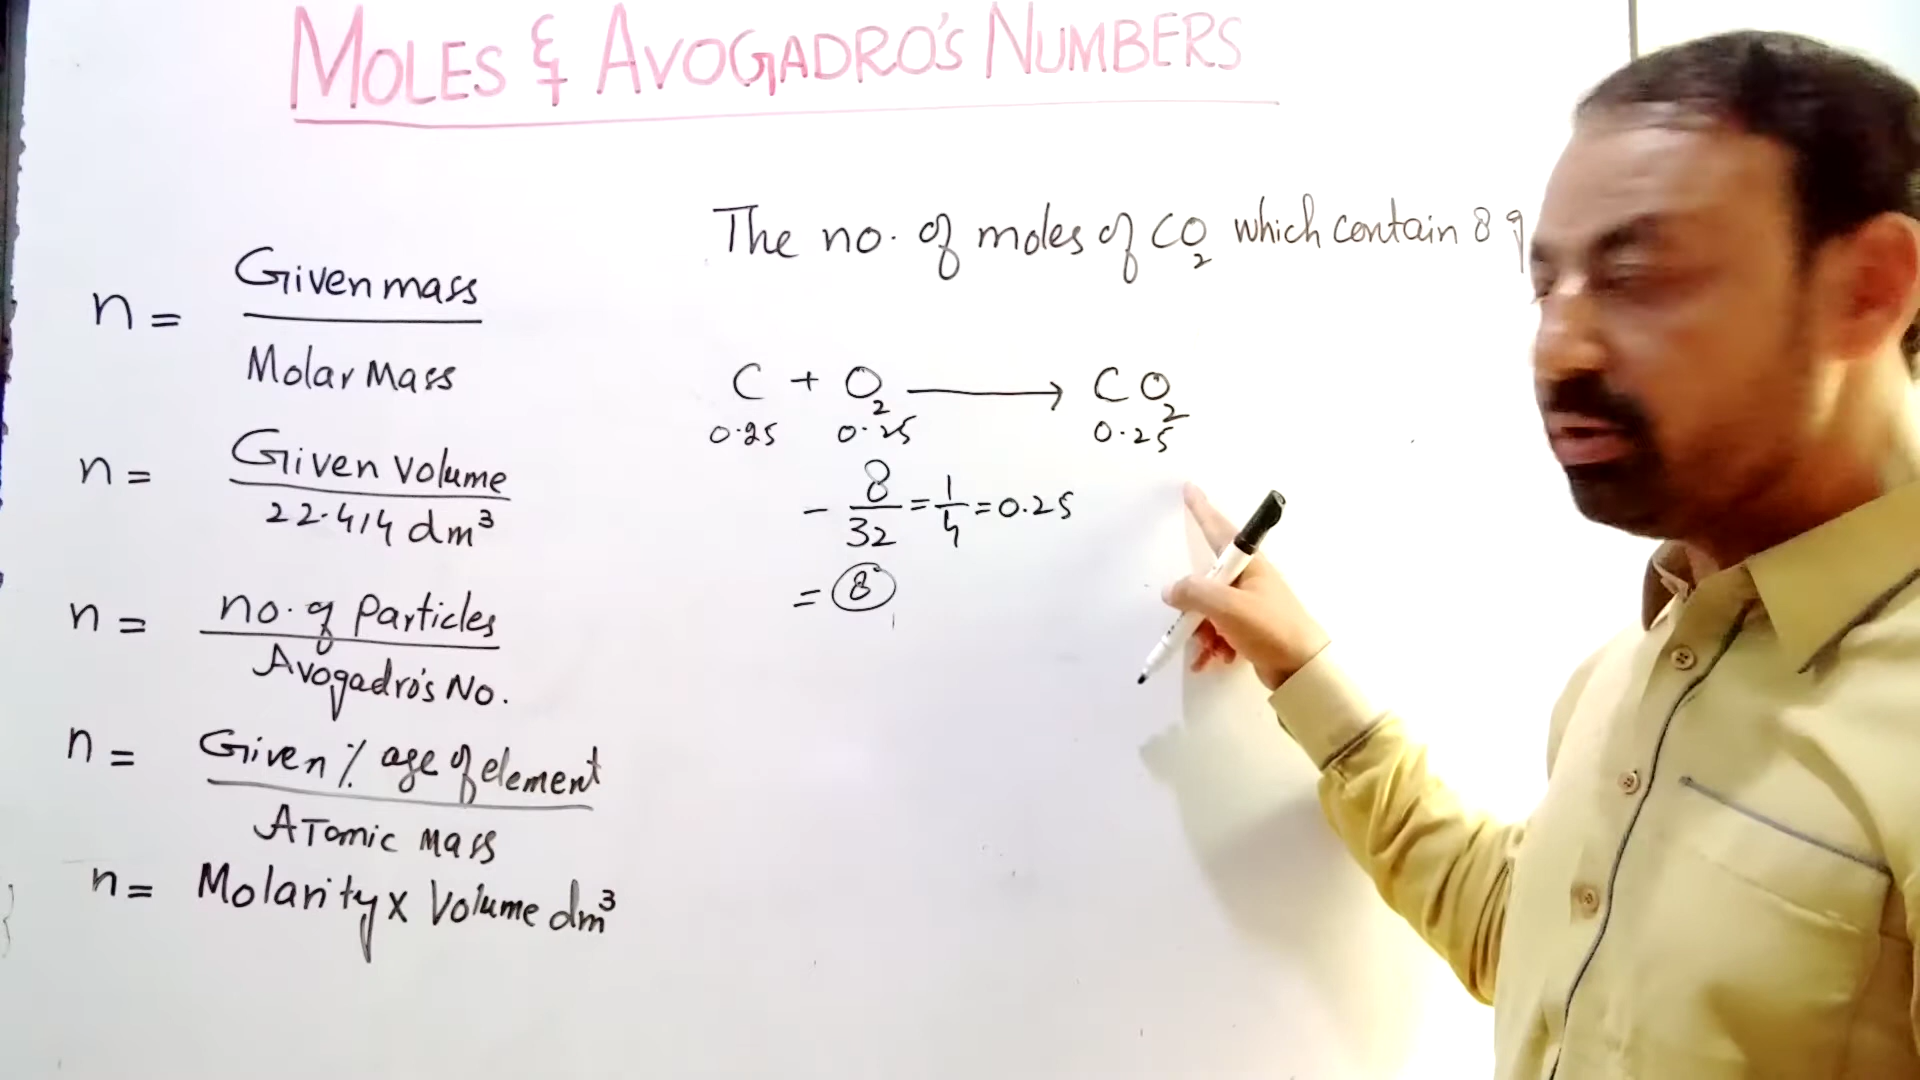 MOLES & AVOGADRO'S NUMBERS
The no. of moles of CO2 which contain 8 g
n = Given mass
Molar Mass
n = Given Volume
22.414 dm³
n = no. of Particles
Avogadro's No.
n = Given % age of element
Atomic Mass
n = Molarity x Volume dm³
C + O2 → CO2
0.25 0.25 0.25
- 8/32 = 1/4 = 0.25
= 8